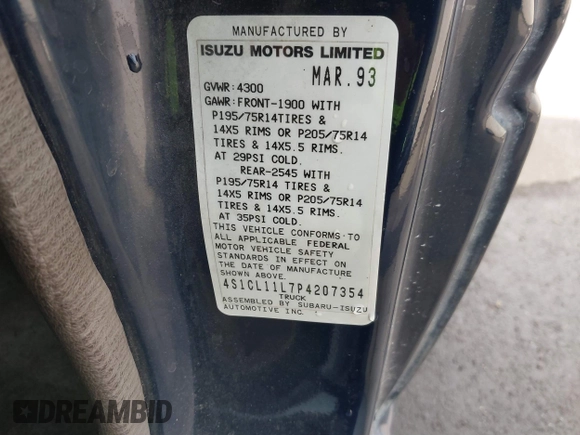 MANUFACTURED BY
ISUZU MOTORS LIMITED
MAR. 93
GVWR:4300
GAWR:FRONT-1900 WITH
P195/75R14TIRES &
14X5 RIMS OR P205/75R14
TIRES & 14X5.5 RIMS.
AT 29PSI COLD.
REAR-2545 WITH
P195/75R14 TIRES &
14X5 RIMS OR P205/75R14
TIRES & 14X5.5 RIMS.
AT 35PSI COLD.
THIS VEHICLE CONFORMS TO
ALL APPLICABLE FEDERAL
MOTOR VEHICLE SAFETY
STANDARDS IN EFFECT ON
THE DATE OF MANUFACTURE
SHOWN ABOVE.
4S1CL11L7P4207354
TRUCK
ASSEMBLED BY SUBARU-ISUZU
AUTOMOTIVE INC.
DREAMBID